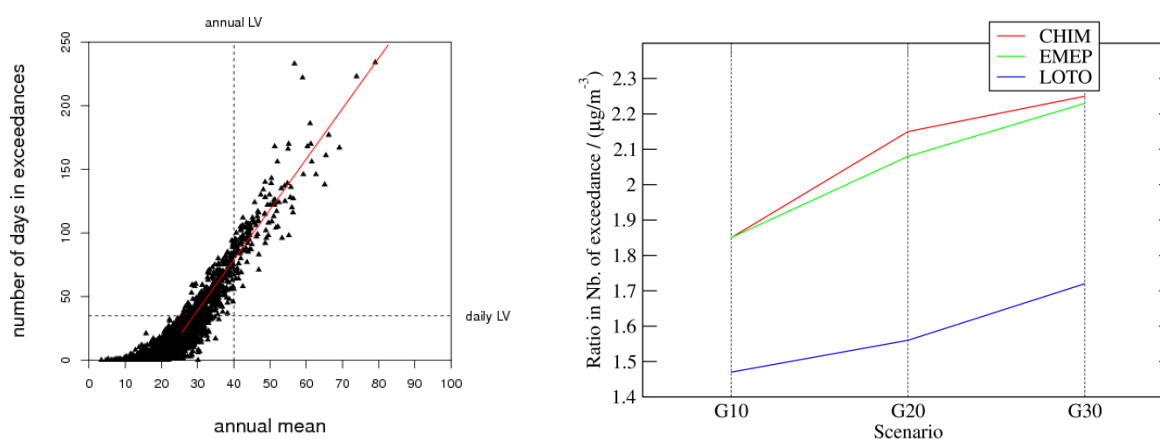 annual LV
250
200
150
100
50
0
0 10 20 30 40 50 60 70 80 90 100
number of days in exceedances
annual mean
daily LV
CHIM
EMEP
LOTO
2.3
2.2
2.1
2
1.9
1.8
1.7
1.6
1.5
1.4
Ratio in Nb. of exceedance / (µg/m⁻³)
G10 G20 G30
Scenario